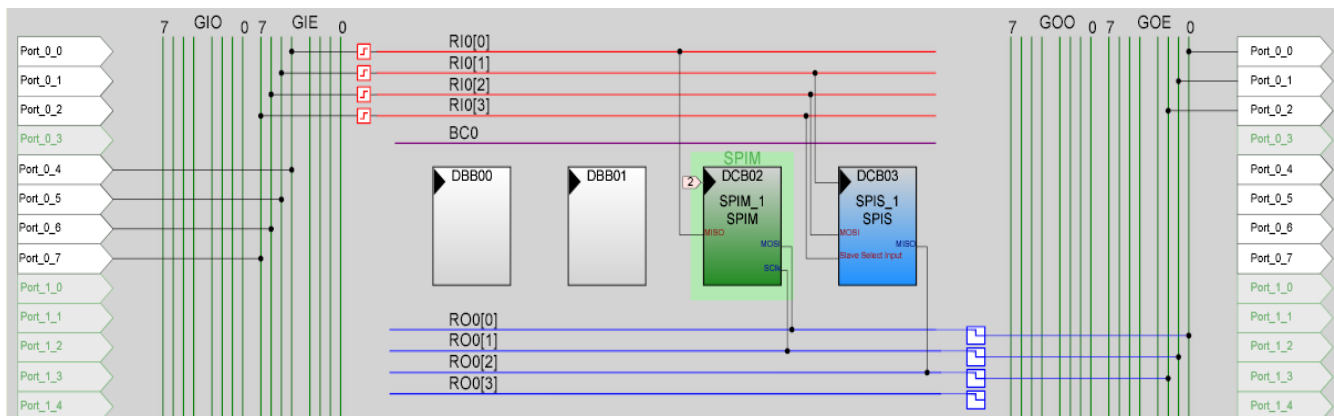 7 GIO 0 7 GIE 0
7 GOO 0 7 GOE 0
Port_0_0
Port_0_1
Port_0_2
Port_0_3
Port_0_4
Port_0_5
Port_0_6
Port_0_7
Port_1_0
Port_1_1
Port_1_2
Port_1_3
Port_1_4
RI0[0]
RI0[1]
RI0[2]
RI0[3]
BC0
DBB00
DBB01
SPIM
2
DCB02
SPIM_1
SPIM
MISO
MOSI
SClk
DCB03
SPIS_1
SPIS
MOSI
MISO
Slave Select Input
RO0[0]
RO0[1]
RO0[2]
RO0[3]
Port_0_0
Port_0_1
Port_0_2
Port_0_3
Port_0_4
Port_0_5
Port_0_6
Port_0_7
Port_1_0
Port_1_1
Port_1_2
Port_1_3
Port_1_4